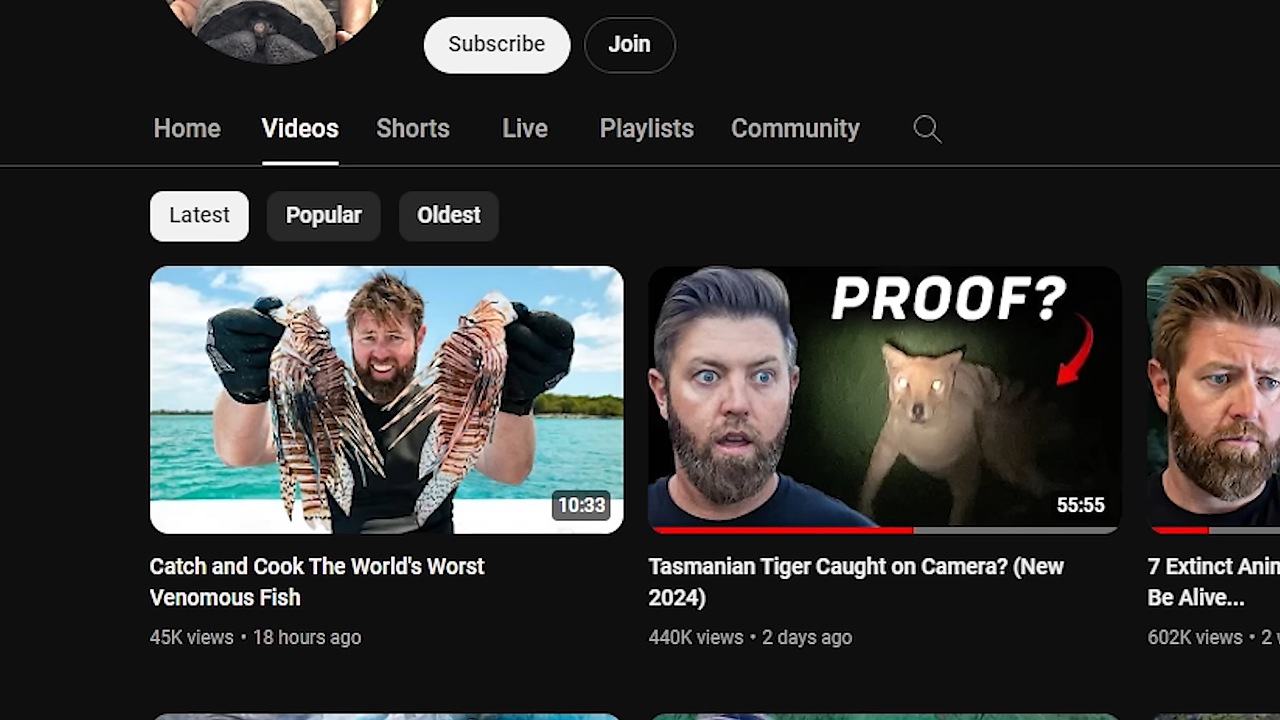 Subscribe
Join
Home Videos Shorts Live Playlists Community
Latest Popular Oldest
PROOF?
10:33
55:55
Catch and Cook The World's Worst
Venomous Fish
45K views • 18 hours ago
Tasmanian Tiger Caught on Camera? (New
2024)
440K views • 2 days ago
7 Extinct
Be Alive...
602K views • 2